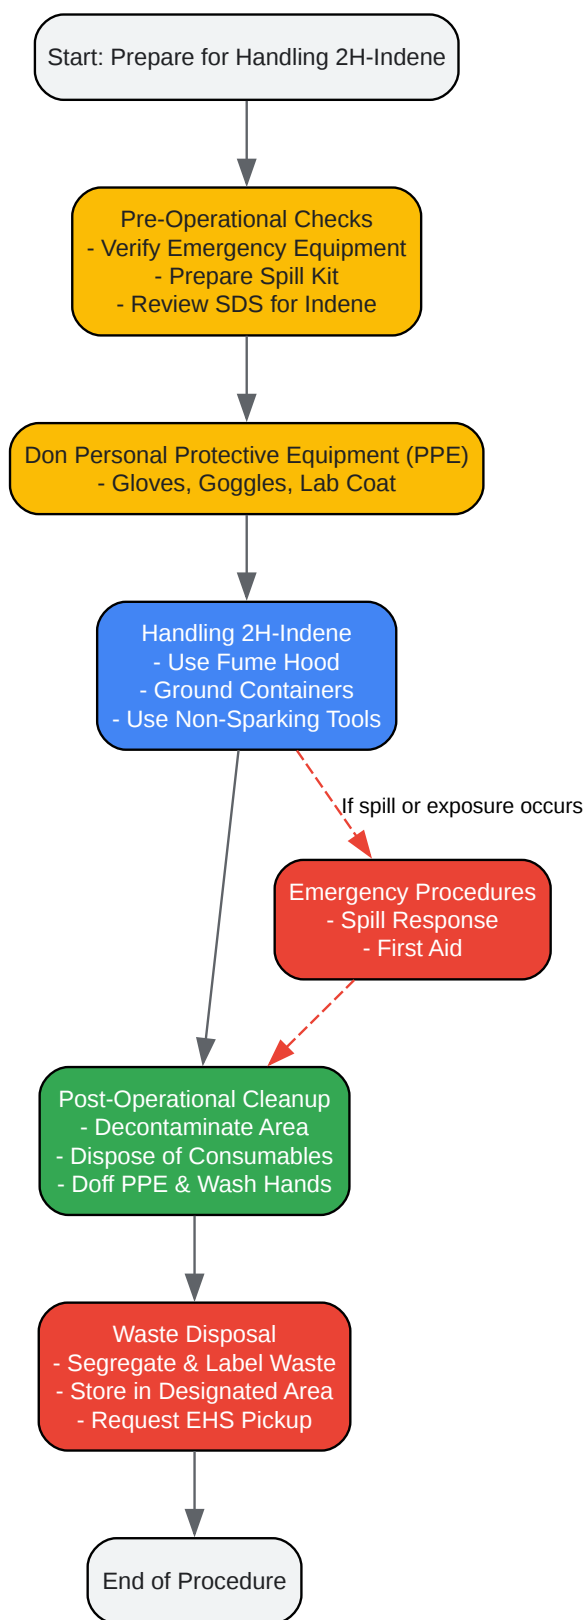 Start: Prepare for Handling 2H-Indene
Pre-Operational Checks
- Verify Emergency Equipment
- Prepare Spill Kit
- Review SDS for Indene
Don Personal Protective Equipment (PPE)
- Gloves, Goggles, Lab Coat
Handling 2H-Indene
- Use Fume Hood
- Ground Containers
- Use Non-Sparking Tools
If spill or exposure occurs
Emergency Procedures
- Spill Response
- First Aid
Post-Operational Cleanup
- Decontaminate Area
- Dispose of Consumables
- Doff PPE & Wash Hands
Waste Disposal
- Segregate & Label Waste
- Store in Designated Area
- Request EHS Pickup
End of Procedure